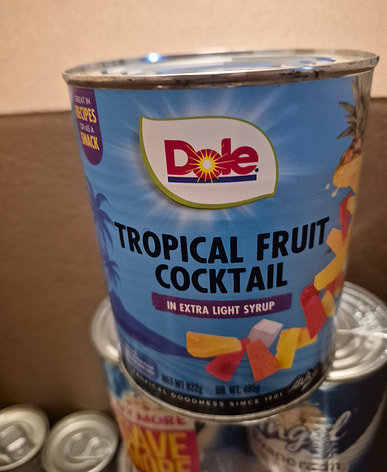 GREAT IN
RECIPES
OR AS A
SNACK
Dole
TROPICAL FRUIT
COCKTAIL
IN EXTRA LIGHT SYRUP
NET WT 822g DR. WT. 485g
TROPICAL GOODNESS SINCE 1901
MORE